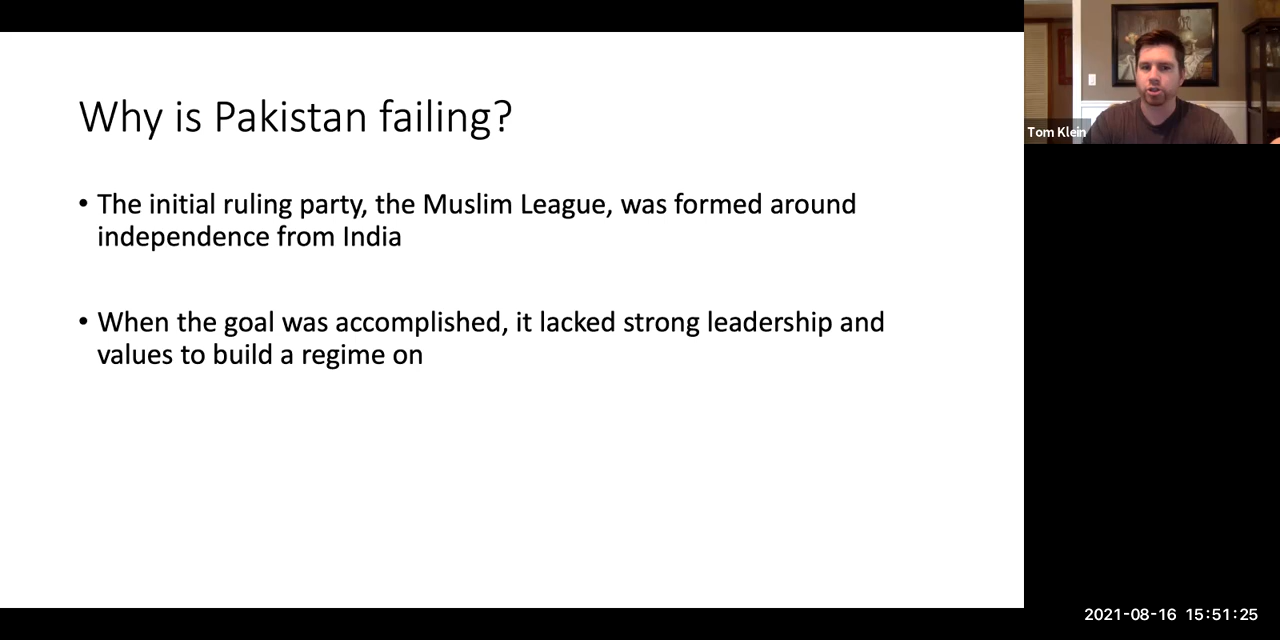 Why is Pakistan failing?
• The initial ruling party, the Muslim League, was formed around
independence from India
• When the goal was accomplished, it lacked strong leadership and
values to build a regime on
Tom Klein
2021-08-16 15:51:25